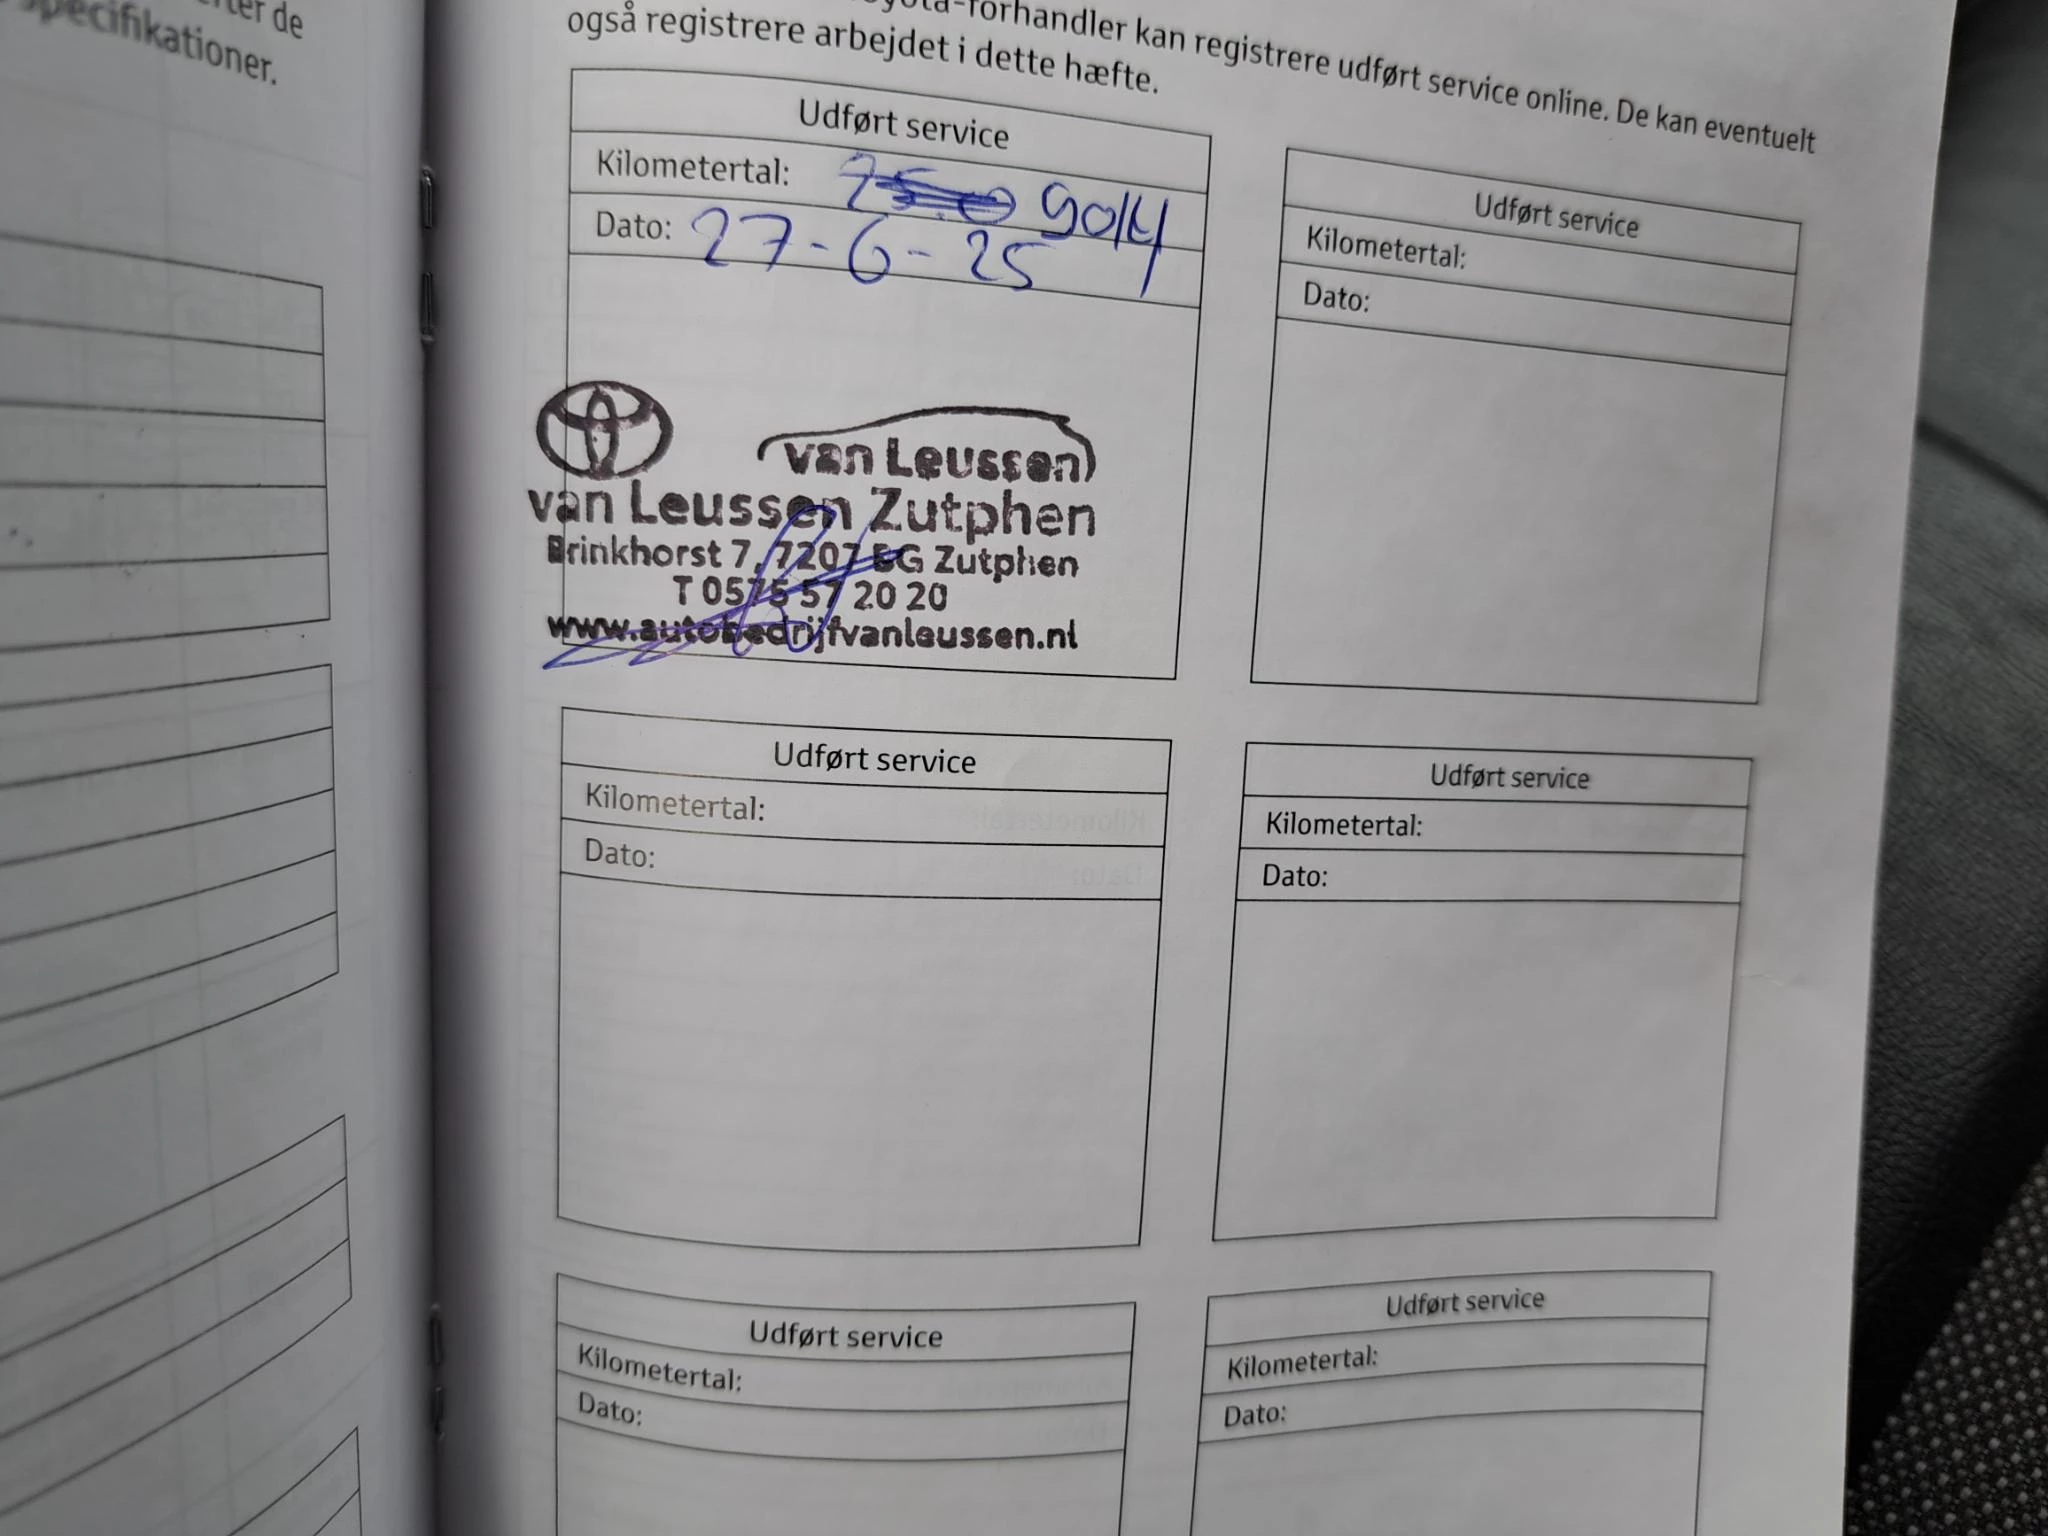 ter de
specifikationer.
Toyota-forhandler kan registrere udført service online. De kan eventuelt
også registrere arbejdet i dette hæfte.
Udført service
Kilometertal: 9014
Dato: 27-6-25
van Leussen
van Leussen Zutphen
Brinkhorst 7, 7207 BG Zutphen
T 0575 57 20 20
www.autobedrijfvanleussen.nl
Udført service
Kilometertal:
Dato:
Udført service
Kilometertal:
Dato:
Udført service
Kilometertal:
Dato:
Udført service
Kilometertal:
Dato:
Udført service
Kilometertal:
Dato: